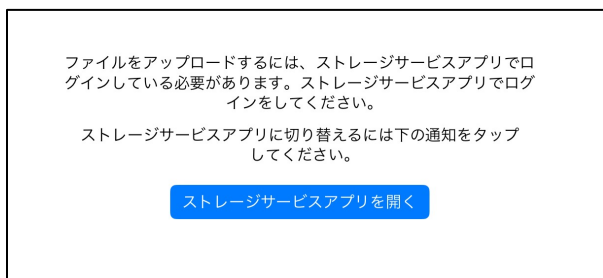 ファイルをアップロードするには、ストレージサービスアプリでロ
グインしている必要があります。ストレージサービスアプリでログ
インをしてください。
ストレージサービスアプリに切り替えるには下の通知をタップ
してください。
ストレージサービスアプリを開く